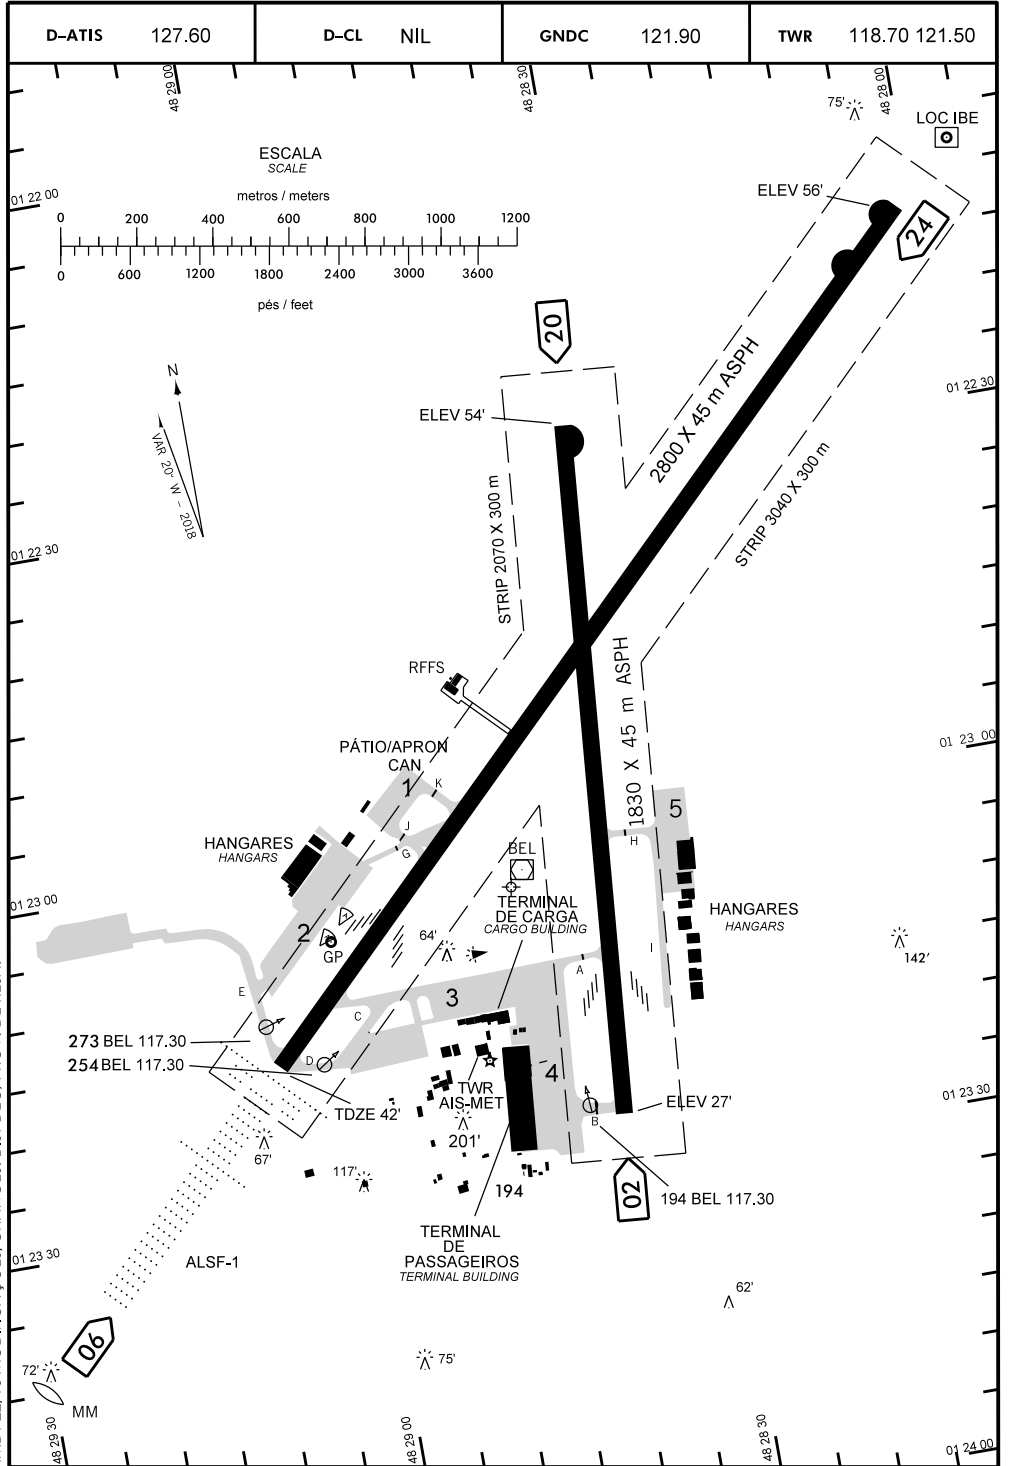 D-ATIS 127.60
D-CL NIL
GNDC 121.90
TWR 118.70 121.50
48 29 00
48 28 30
48 28 00
75'
LOC IBE
ESCALA
SCALE
metros / meters
0 200 400 600 800 1000 1200
0 600 1200 1800 2400 3000 3600
pés / feet
01 22 00
ELEV 56'
24
20
N
VAR 20° W - 2018
ELEV 54'
2800 X 45 m ASPH
01 22 30
STRIP 3040 X 300 m
STRIP 2070 X 300 m
01 22 30
RFFS
1830 X 45 m ASPH
01 23 00
PÁTIO/APRON
CAN
1
K
J
G
5
H
HANGARES
HANGARS
BEL
TERMINAL
DE CARGA
CARGO BUILDING
HANGARES
HANGARS
01 23 00
2
GP
64'
142'
A
I
E
3
C
273 BEL 117.30
254 BEL 117.30
D
4
TWR
AIS-MET
TDZE 42'
ELEV 27'
B
01 23 30
67'
201'
117'
194
194 BEL 117.30
02
TERMINAL
DE
PASSAGEIROS
TERMINAL BUILDING
ALSF-1
01 23 30
62'
06
72'
75'
MM
48 29 30
48 29 00
48 28 30
01 24 00